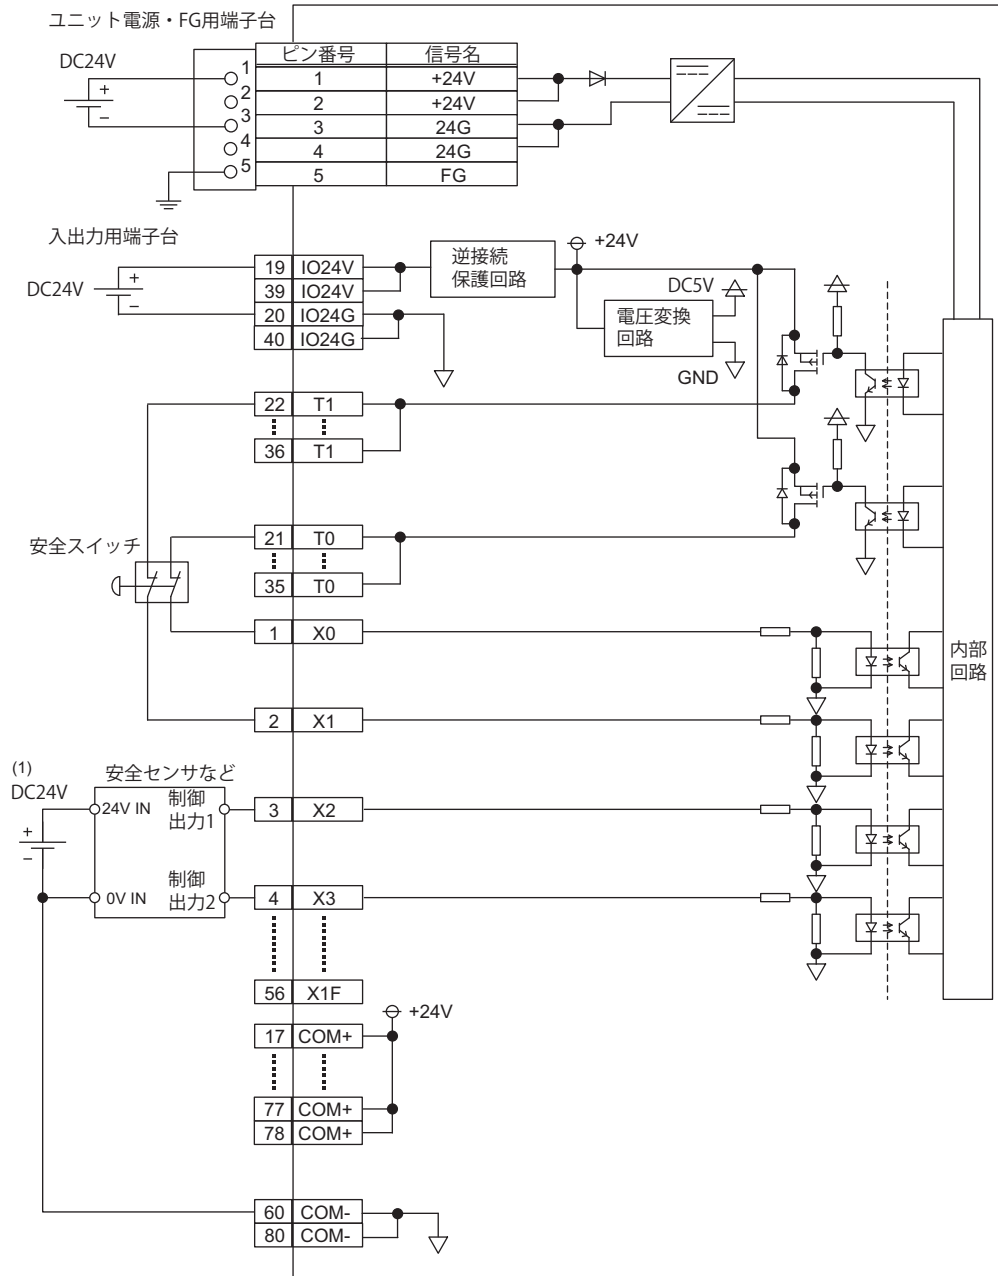 ユニット電源・FG用端子台
DC24V
+
−
1
2
3
4
5
ピン番号 信号名
1 +24V
2 +24V
3 24G
4 24G
5 FG
入出力用端子台
DC24V
+
−
19 IO24V
39 IO24V
20 IO24G
40 IO24G
逆接続
保護回路
+24V
DC5V
電圧変換
回路
GND
22 T1
36 T1
安全スイッチ
21 T0
35 T0
1 X0
2 X1
内部
回路
(1)
DC24V
+
−
安全センサなど
24V IN
制御
出力1
0V IN
制御
出力2
3 X2
4 X3
56 X1F
+24V
17 COM+
77 COM+
78 COM+
60 COM-
80 COM-